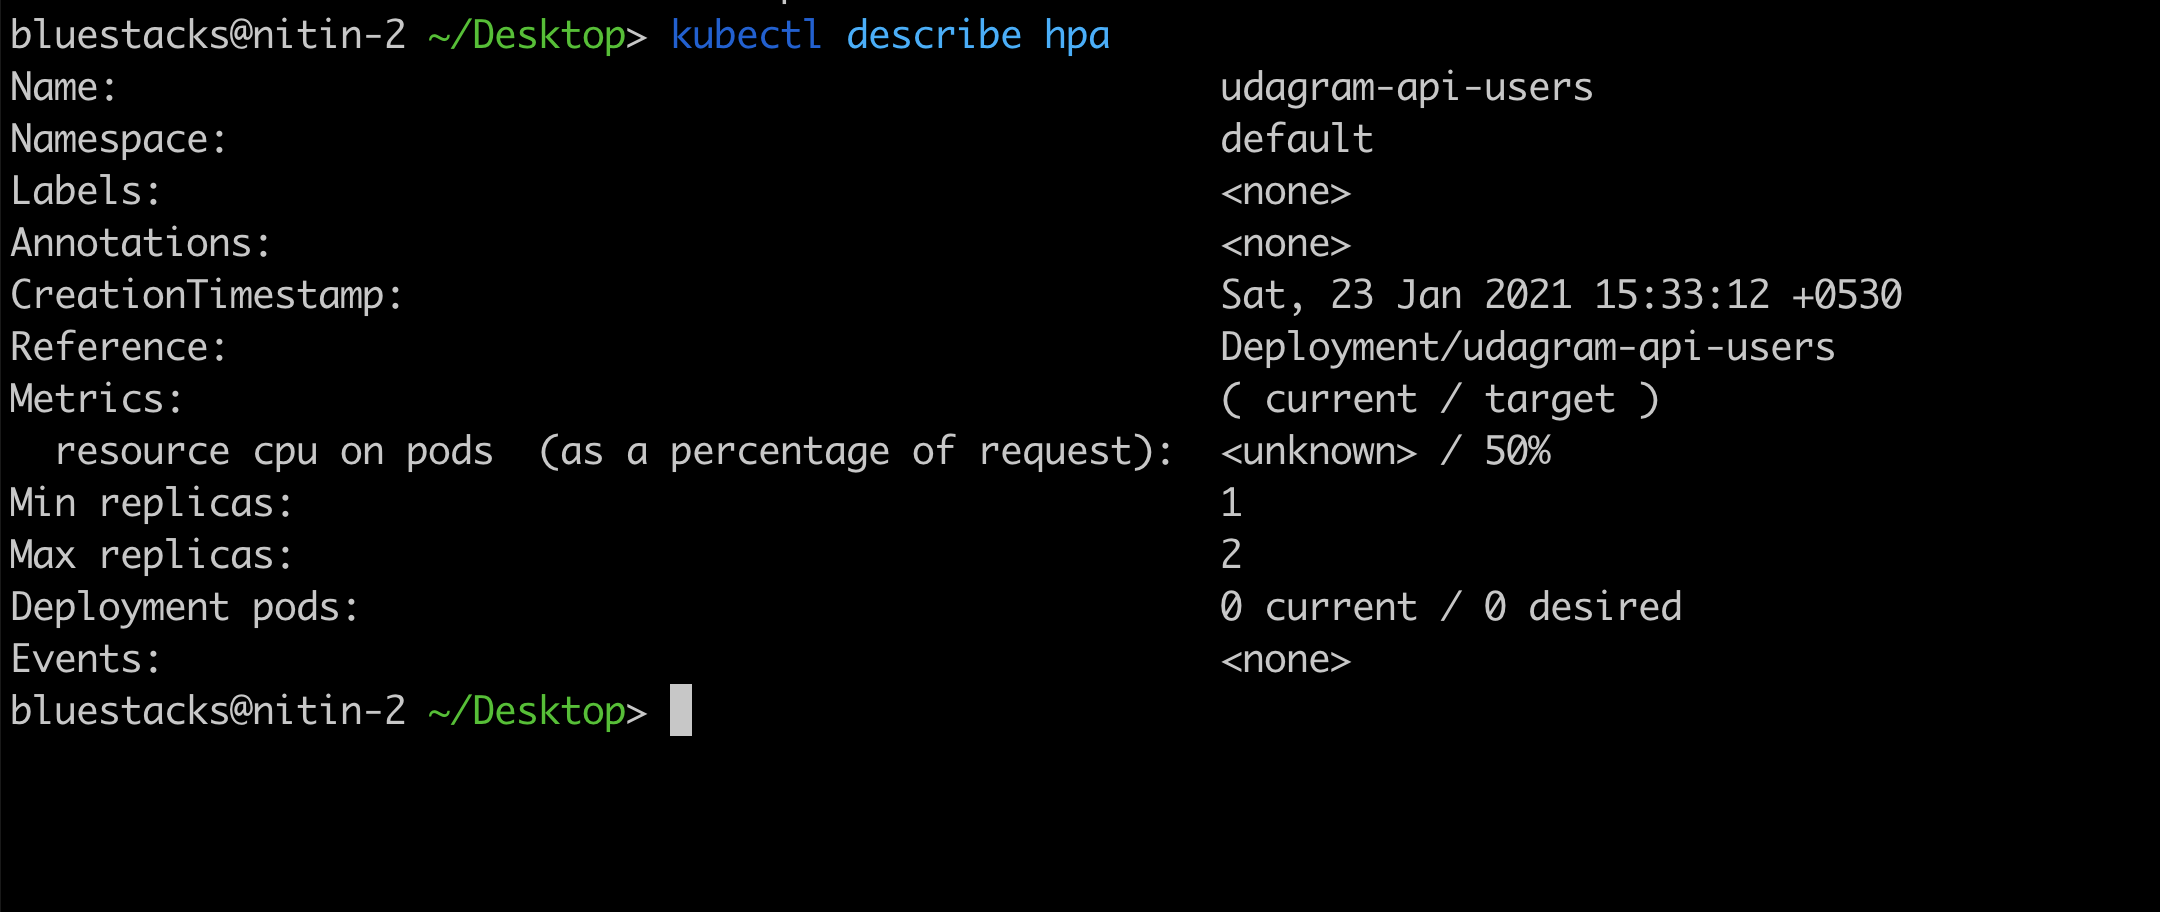 bluestacks@nitin-2 ~/Desktop> kubectl describe hpa
Name: udagram-api-users
Namespace: default
Labels: <none>
Annotations: <none>
CreationTimestamp: Sat, 23 Jan 2021 15:33:12 +0530
Reference: Deployment/udagram-api-users
Metrics: ( current / target )
  resource cpu on pods  (as a percentage of request): <unknown> / 50%
Min replicas: 1
Max replicas: 2
Deployment pods: 0 current / 0 desired
Events: <none>
bluestacks@nitin-2 ~/Desktop>